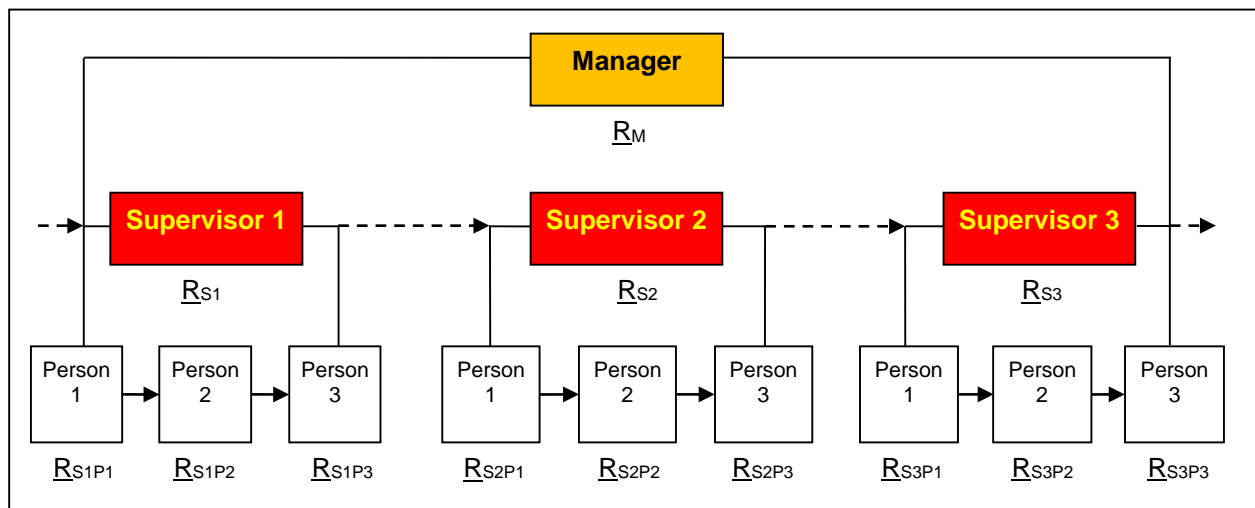 Manager
RM
Supervisor 1 Supervisor 2 Supervisor 3
RS1 RS2 RS3
Person 1 Person 2 Person 3 Person 1 Person 2 Person 3 Person 1 Person 2 Person 3
RS1P1 RS1P2 RS1P3 RS2P1 RS2P2 RS2P3 RS3P1 RS3P2 RS3P3